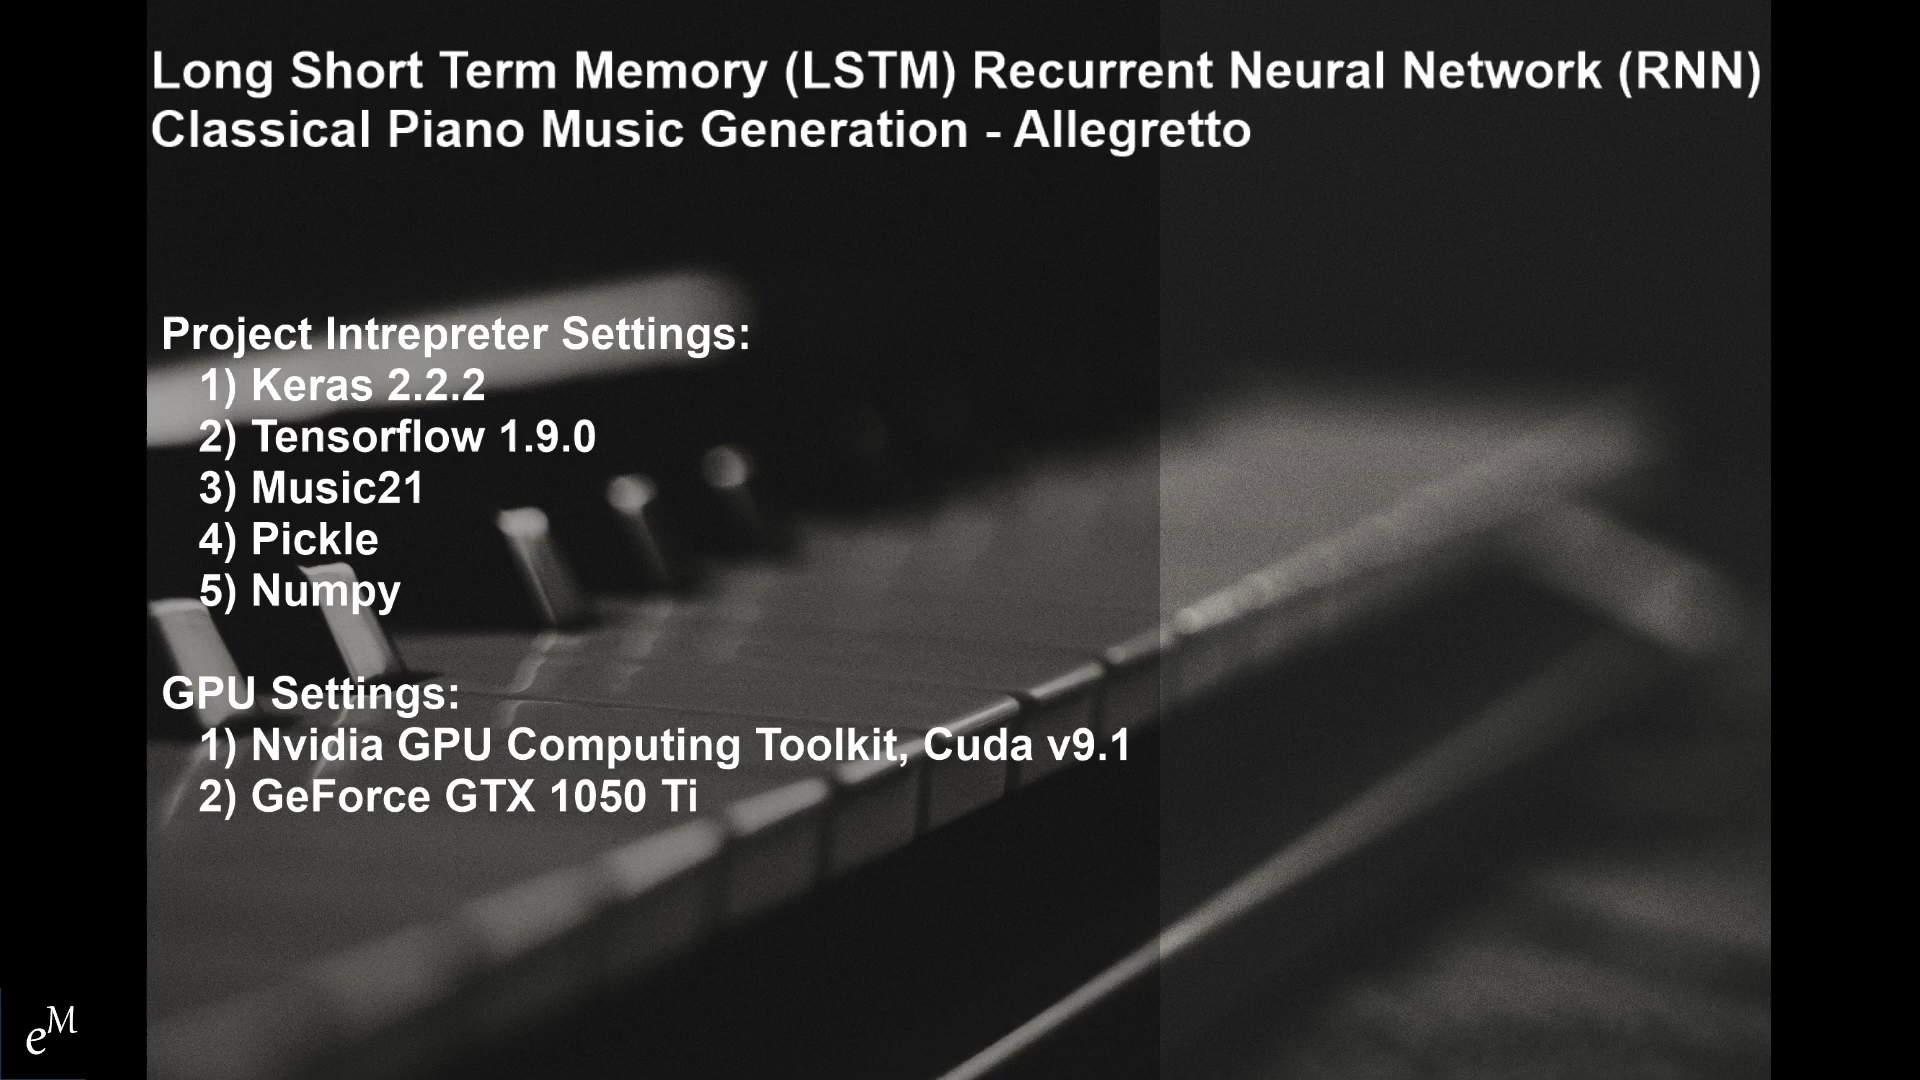 Long Short Term Memory (LSTM) Recurrent Neural Network (RNN)
Classical Piano Music Generation - Allegretto
Project Intrepreter Settings:
1) Keras 2.2.2
2) Tensorflow 1.9.0
3) Music21
4) Pickle
5) Numpy
GPU Settings:
1) Nvidia GPU Computing Toolkit, Cuda v9.1
2) GeForce GTX 1050 Ti
eM